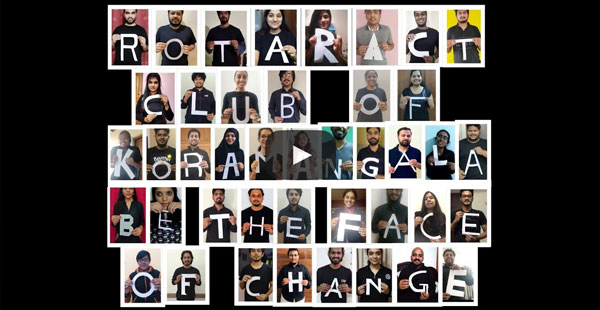 ROTARACT
CLUB OF
KORAMANGALA
BE THE FACE
OF CHANGE